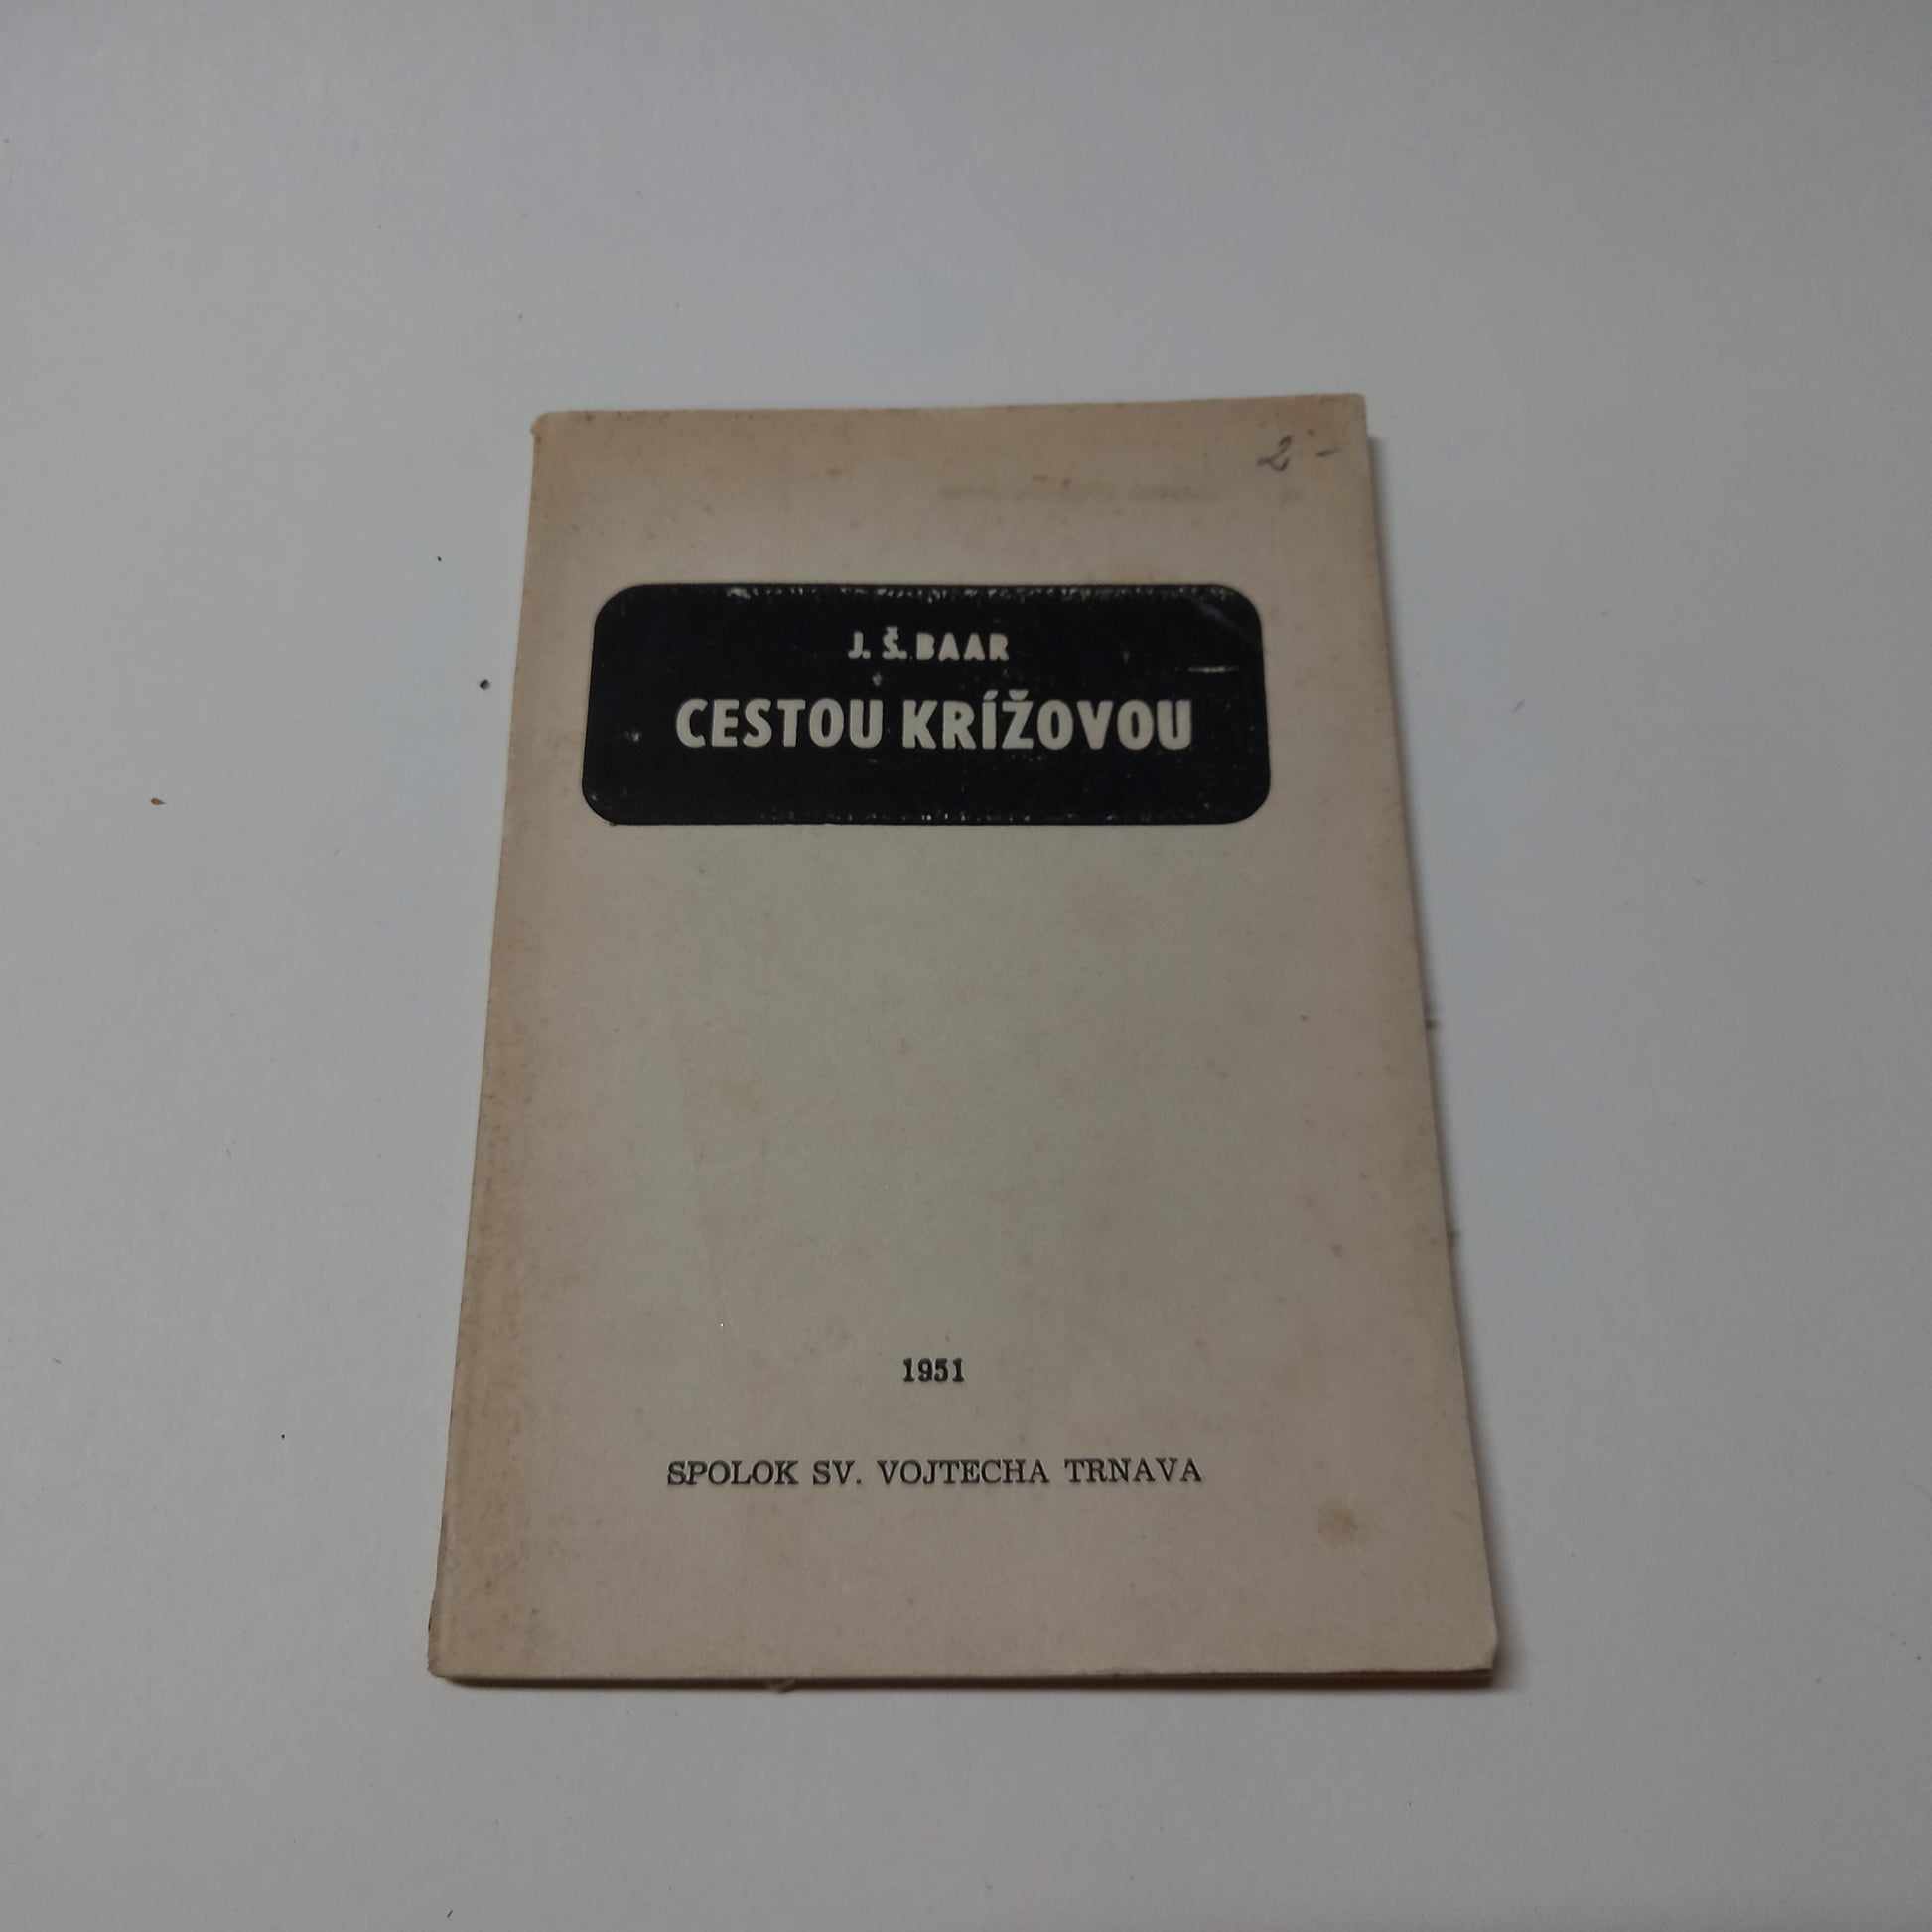 2·-
J. Š. BAAR
CESTOU KRÍŽOVOU
1951
SPOLOK SV. VOJTECHA TRNAVA